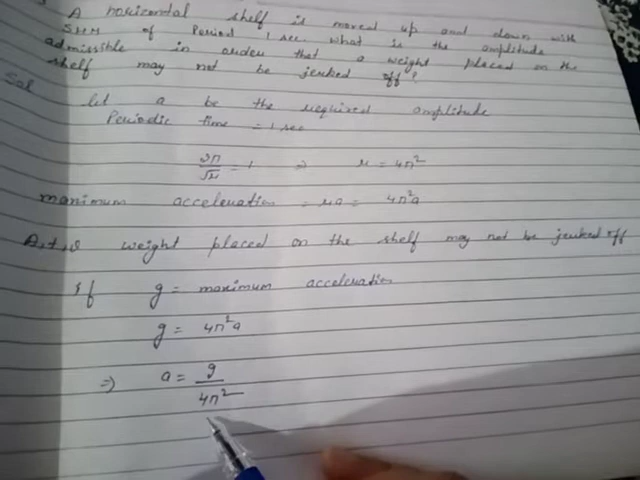 A horizondal shelf is moved up and down with
SHM of Period 1 sec what is the amplitude
admissible in order that a weight placed on the
shelf may not be jerked off?
Sol let a be the required amplitude
Periodic time = 1 sec
2π/√μ = 1 ⇒ μ = 4π²
maximum acceleration = μa = 4π²a
A.t.Q weight placed on the shelf may not be jerked off
If g = maximum acceleration
g = 4π²a
⇒ a = g/4π²